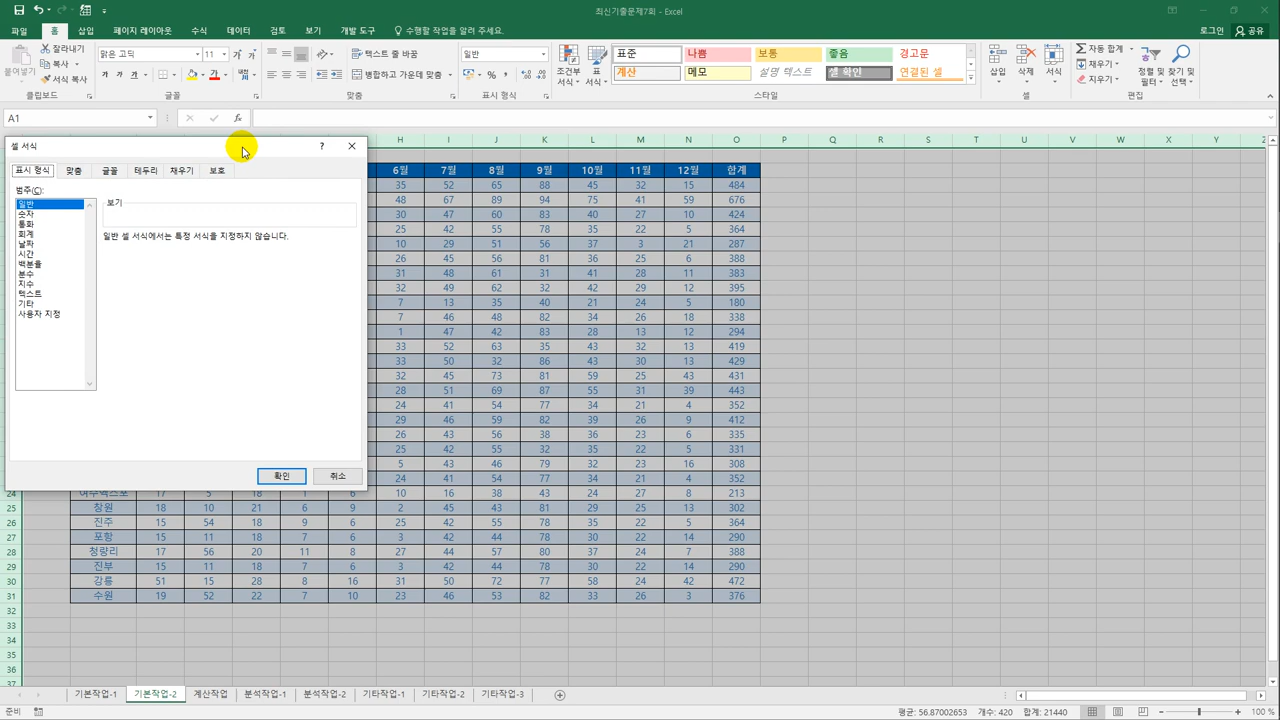 최신기출문제7회 - Excel
파일 홈 삽입 페이지 레이아웃 수식 데이터 검토 보기 개발 도구 수행할 작업을 알려 주세요. 로그인 공유
붙여넣기 잘라내기 복사 서식 복사 맑은 고딕 11 가 가 텍스트 줄 바꿈 병합하고 가운데 맞춤 일반 % , 조건부 서식 표 서식 표준 나쁨 보통 좋음 경고문 계산 메모 설명 텍스트 셀 확인 연결된 셀 삽입 삭제 서식 자동 합계 채우기 지우기 정렬 및 필터 찾기 및 선택
클립보드 글꼴 맞춤 표시 형식 스타일 셀 편집
A1 fx
H I J K L M N O P Q R S T U V W X Y Z
셀 서식 ?
표시 형식 맞춤 글꼴 테두리 채우기 보호
범주(C):
일반
숫자
통화
회계
날짜
시간
백분율
분수
지수
텍스트
기타
사용자 지정
보기
일반 셀 서식에서는 특정 서식을 지정하지 않습니다.
확인 취소
6월 7월 8월 9월 10월 11월 12월 합계
35 52 65 88 45 32 15 484
48 67 89 94 75 41 59 676
30 47 60 83 40 27 10 424
25 42 55 78 35 22 5 364
10 29 51 56 37 3 21 287
26 45 56 81 36 25 6 388
31 48 61 31 41 28 11 383
32 49 62 32 42 29 12 395
7 13 35 40 21 24 5 180
7 46 48 82 34 26 18 338
1 47 42 83 28 13 12 294
33 52 63 35 43 32 13 419
33 50 32 86 43 30 13 429
32 45 73 81 59 25 43 431
28 51 69 87 55 31 39 443
24 41 54 77 34 21 4 352
29 46 59 82 39 26 9 412
26 43 56 38 36 23 6 335
25 42 55 78 35 22 5 331
5 43 46 79 32 23 16 308
24 41 54 77 34 21 4 352
24 여수엑스포 17 5 18 1 6 10 16 38 43 24 27 8 213
25 창원 18 10 21 6 9 2 45 43 81 29 25 13 302
26 진주 15 54 18 9 6 25 42 55 78 35 22 5 364
27 포항 15 11 18 7 6 3 42 44 78 30 22 14 290
28 청량리 17 56 20 11 8 27 44 57 80 37 24 7 388
29 진부 15 11 18 7 6 3 42 44 78 30 22 14 290
30 강릉 51 15 28 8 16 31 50 72 77 58 24 42 472
31 수원 19 52 22 7 10 23 46 53 82 33 26 3 376
32
33
34
35
36
37
기본작업-1 기본작업-2 계산작업 분석작업-1 분석작업-2 기타작업-1 기타작업-2 기타작업-3
준비 평균: 56.87002653 개수: 420 합계: 21440 100 %